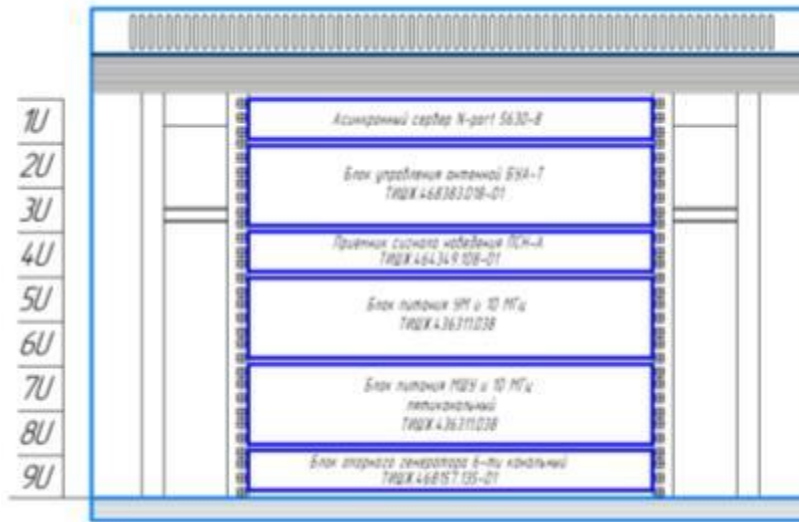 1U
Асинхронный сервер N-port 5630-8
2U
Блок управления антенной БУА-Т
ТИШЖ.468383.018-01
3U
4U
Приемник сигнала наведения ПСН-А
ТИШЖ.464349.108-01
5U
Блок питания УМ и 10 МГц
ТИШЖ.436311.038
6U
7U
Блок питания МШУ и 10 МГц
пятиканальный
ТИШЖ.436311.038
8U
9U
Блок опорного генератора 6-ти канальный
ТИШЖ.468157.135-01